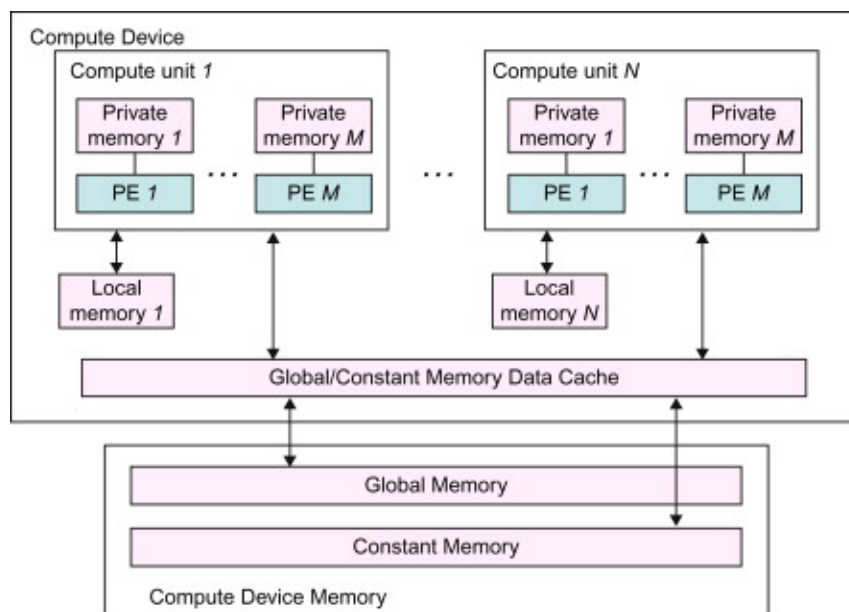 Compute Device
Compute unit 1
Compute unit N
Private
memory 1
Private
memory M
Private
memory 1
Private
memory M
...
...
...
PE 1
PE M
PE 1
PE M
Local
memory 1
Local
memory N
Global/Constant Memory Data Cache
Global Memory
Constant Memory
Compute Device Memory